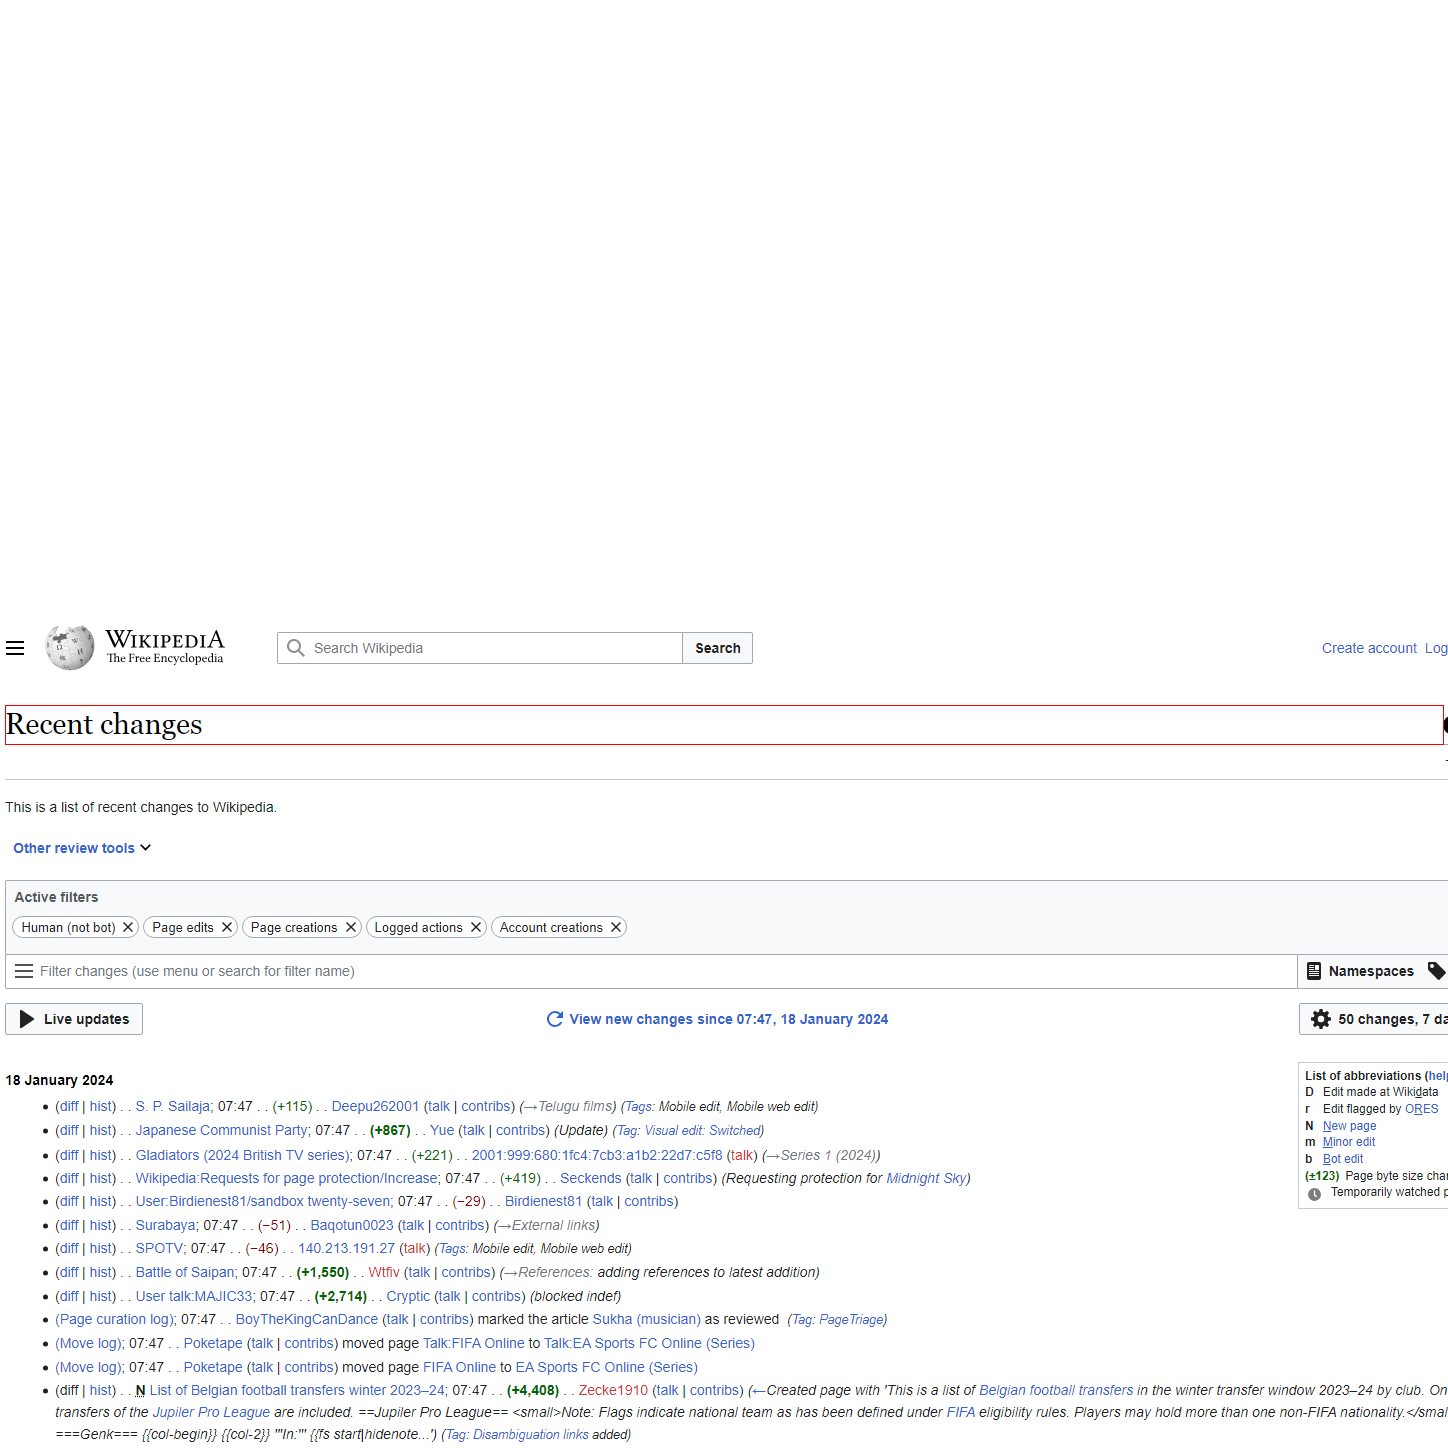 WIKIPEDIA
The Free Encyclopedia
Search Wikipedia
Search
Create account Log
Recent changes
This is a list of recent changes to Wikipedia.
Other review tools
Active filters
Human (not bot) Page edits Page creations Logged actions Account creations
Filter changes (use menu or search for filter name)
Namespaces
Live updates
View new changes since 07:47, 18 January 2024
50 changes, 7 da
List of abbreviations (help
D Edit made at Wikidata
r Edit flagged by ORES
N New page
m Minor edit
b Bot edit
(±123) Page byte size chan
Temporarily watched p
18 January 2024
(diff | hist) . . S. P. Sailaja; 07:47 . . (+115) . . Deepu262001 (talk | contribs) (→Telugu films) (Tags: Mobile edit, Mobile web edit)
(diff | hist) . . Japanese Communist Party; 07:47 . . (+867) . . Yue (talk | contribs) (Update) (Tag: Visual edit: Switched)
(diff | hist) . . Gladiators (2024 British TV series); 07:47 . . (+221) . . 2001:999:680:1fc4:7cb3:a1b2:22d7:c5f8 (talk) (→Series 1 (2024))
(diff | hist) . . Wikipedia:Requests for page protection/Increase; 07:47 . . (+419) . . Seckends (talk | contribs) (Requesting protection for Midnight Sky)
(diff | hist) . . User:Birdienest81/sandbox twenty-seven; 07:47 . . (−29) . . Birdienest81 (talk | contribs)
(diff | hist) . . Surabaya; 07:47 . . (−51) . . Baqotun0023 (talk | contribs) (→External links)
(diff | hist) . . SPOTV; 07:47 . . (−46) . . 140.213.191.27 (talk) (Tags: Mobile edit, Mobile web edit)
(diff | hist) . . Battle of Saipan; 07:47 . . (+1,550) . . Wtfiv (talk | contribs) (→References: adding references to latest addition)
(diff | hist) . . User talk:MAJIC33; 07:47 . . (+2,714) . . Cryptic (talk | contribs) (blocked indef)
(Page curation log); 07:47 . . BoyTheKingCanDance (talk | contribs) marked the article Sukha (musician) as reviewed (Tag: PageTriage)
(Move log); 07:47 . . Poketape (talk | contribs) moved page Talk:FIFA Online to Talk:EA Sports FC Online (Series)
(Move log); 07:47 . . Poketape (talk | contribs) moved page FIFA Online to EA Sports FC Online (Series)
(diff | hist) . . N List of Belgian football transfers winter 2023–24; 07:47 . . (+4,408) . . Zecke1910 (talk | contribs) (←Created page with 'This is a list of Belgian football transfers in the winter transfer window 2023–24 by club. On
transfers of the Jupiler Pro League are included. ==Jupiler Pro League== <small>Note: Flags indicate national team as has been defined under FIFA eligibility rules. Players may hold more than one non-FIFA nationality.</smal
===Genk=== {{col-begin}} {{col-2}} '''In:''' {{fs start|hidenote...') (Tag: Disambiguation links added)